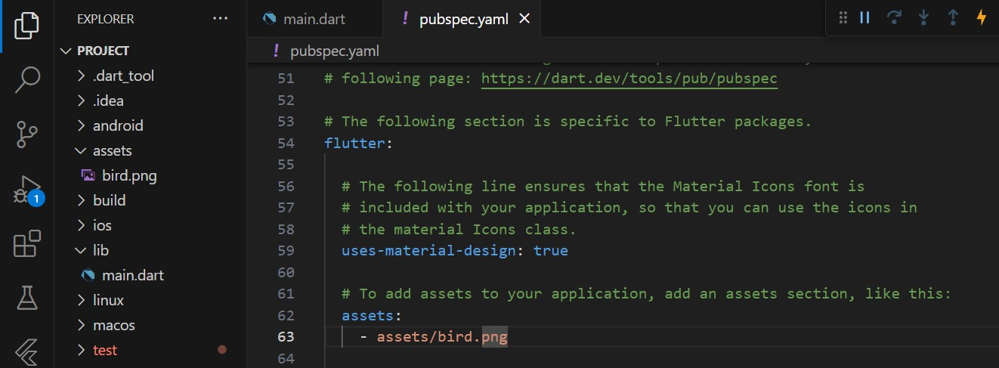 EXPLORER
PROJECT
.dart_tool
.idea
android
assets
bird.png
build
ios
lib
main.dart
linux
macos
test
1
main.dart
! pubspec.yaml
! pubspec.yaml
51 # following page: https://dart.dev/tools/pub/pubspec
52
53 # The following section is specific to Flutter packages.
54 flutter:
55
56 # The following line ensures that the Material Icons font is
57 # included with your application, so that you can use the icons in
58 # the material Icons class.
59 uses-material-design: true
60
61 # To add assets to your application, add an assets section, like this:
62 assets:
63 - assets/bird.png
64